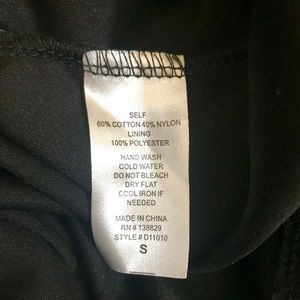 SELF
60% COTTON 40% NYLON
LINING
100% POLYESTER
HAND WASH
COLD WATER
DO NOT BLEACH
DRY FLAT
COOL IRON IF
NEEDED
MADE IN CHINA
RN # 138629
STYLE # D11010
S